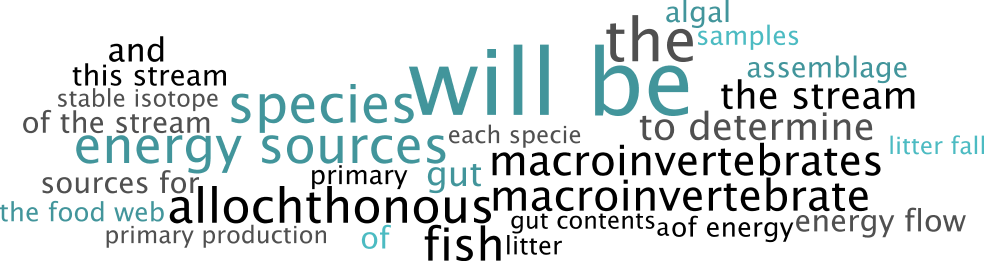 algal
the
samples
and
will be
this stream
assemblage
stable isotope
species
the stream
of the stream
to determine
energy sources
each specie
litter fall
macroinvertebrates
sources for
primary
gut
macroinvertebrate
the food web
allochthonous
gut contents
aof energy
energy flow
primary production
of
fish
litter